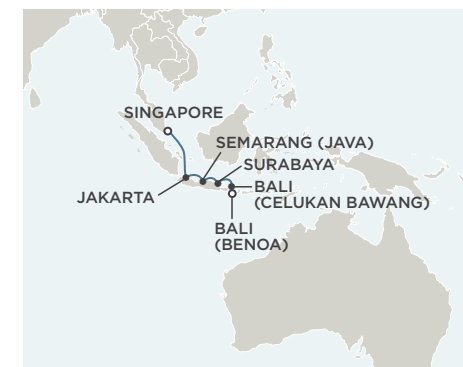 SINGAPORE
SEMARANG (JAVA)
SURABAYA
JAKARTA
BALI
(CELUKAN BAWANG)
BALI
(BENOA)